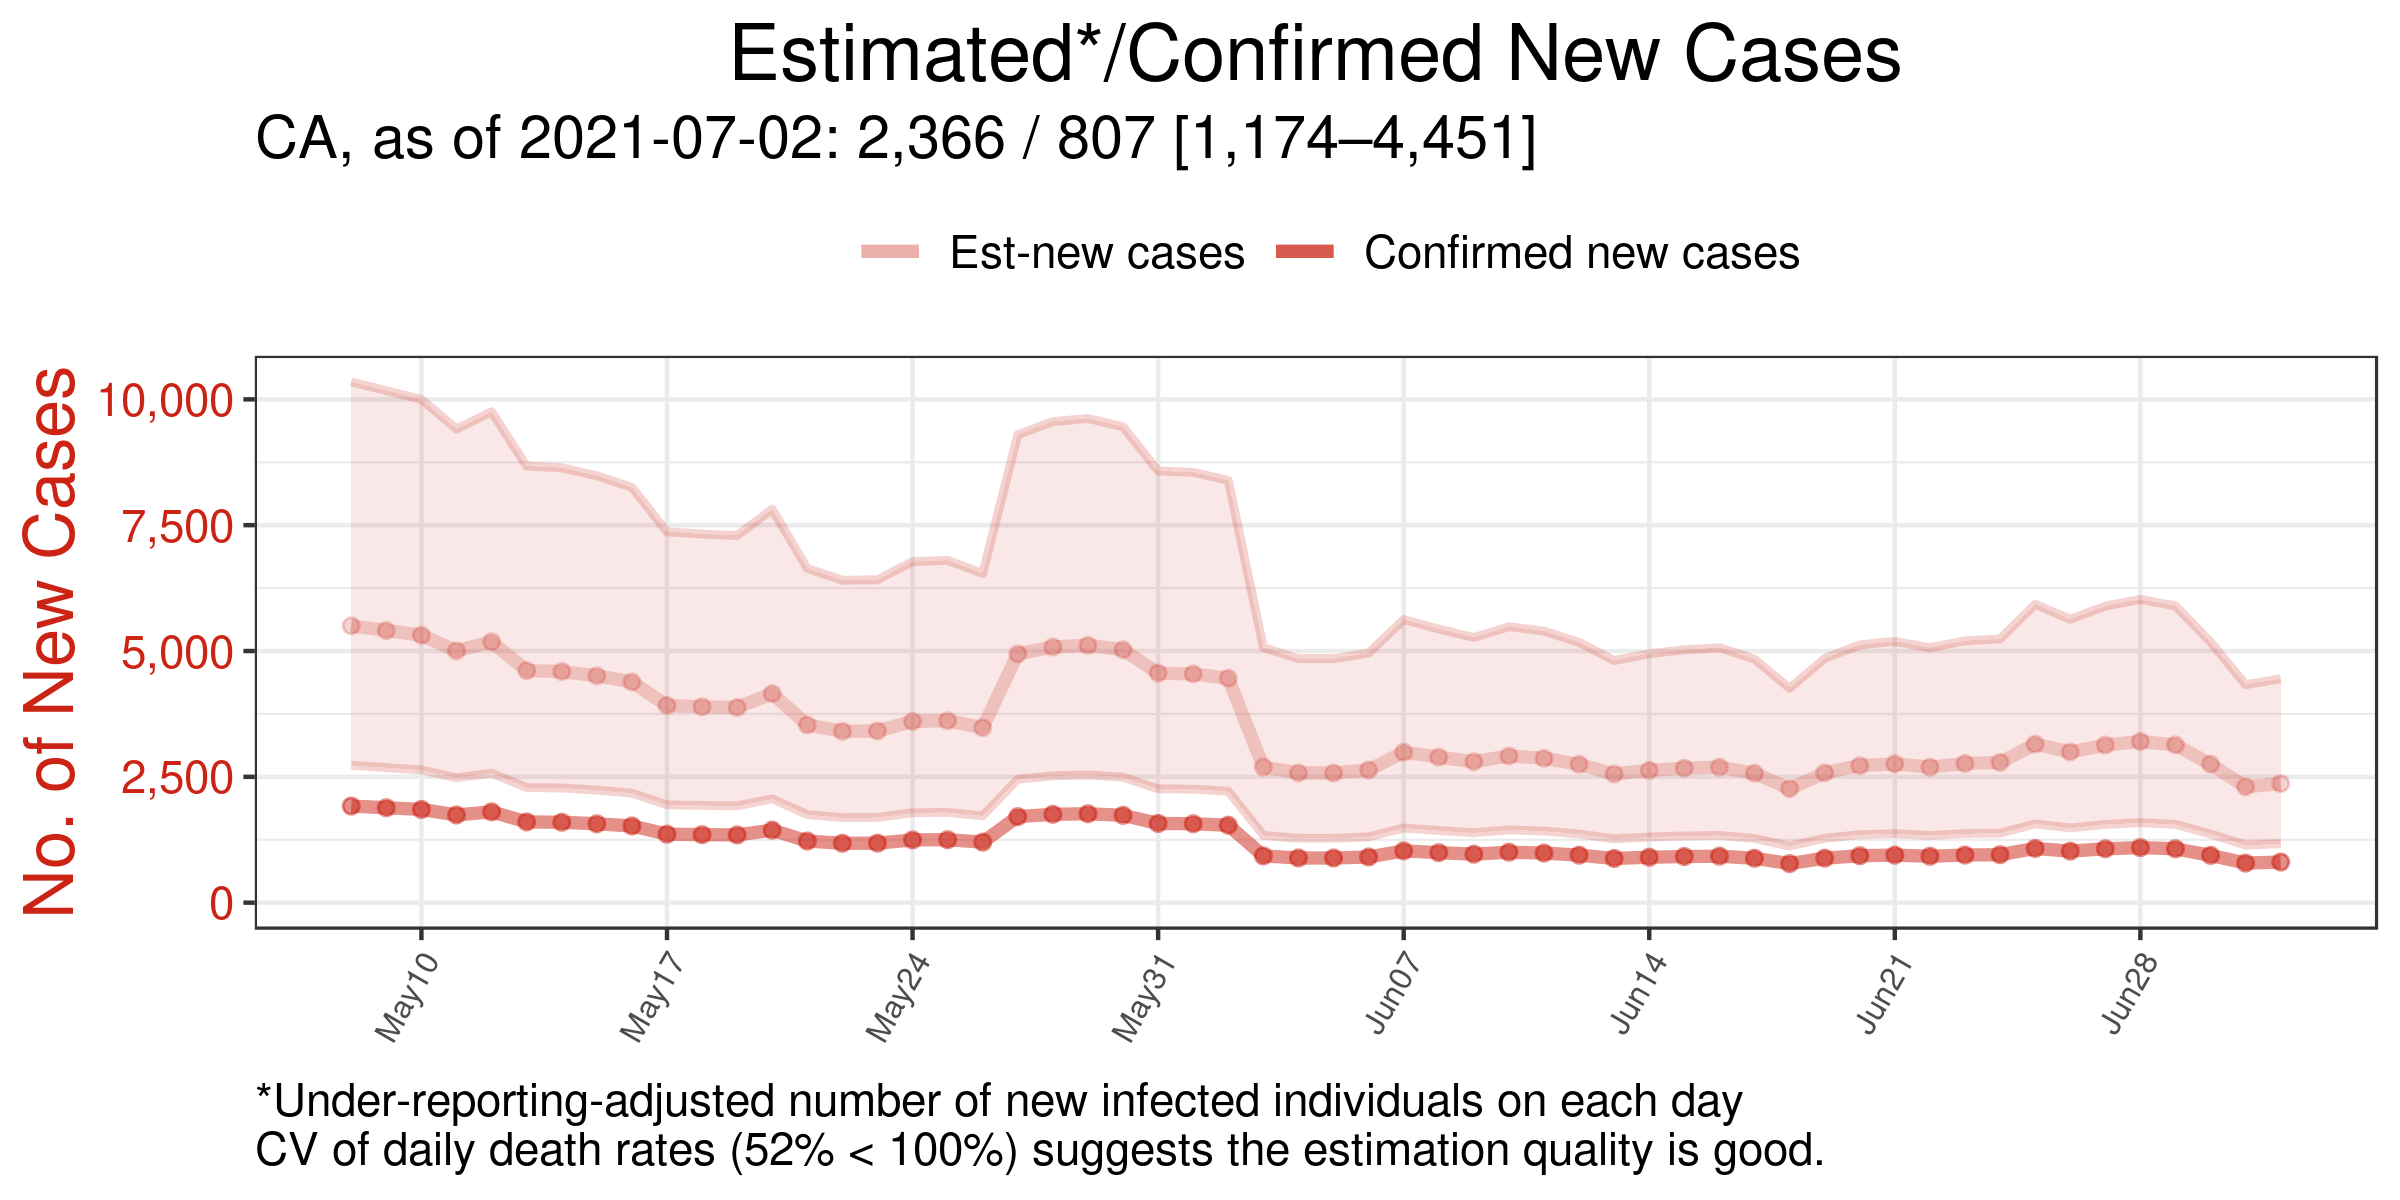 Estimated*/Confirmed New Cases
CA, as of 2021-07-02: 2,366 / 807 [1,174–4,451]
Est-new cases Confirmed new cases
No. of New Cases
10,000
7,500
5,000
2,500
0
May10 May17 May24 May31 Jun07 Jun14 Jun21 Jun28
*Under-reporting-adjusted number of new infected individuals on each day
CV of daily death rates (52% < 100%) suggests the estimation quality is good.